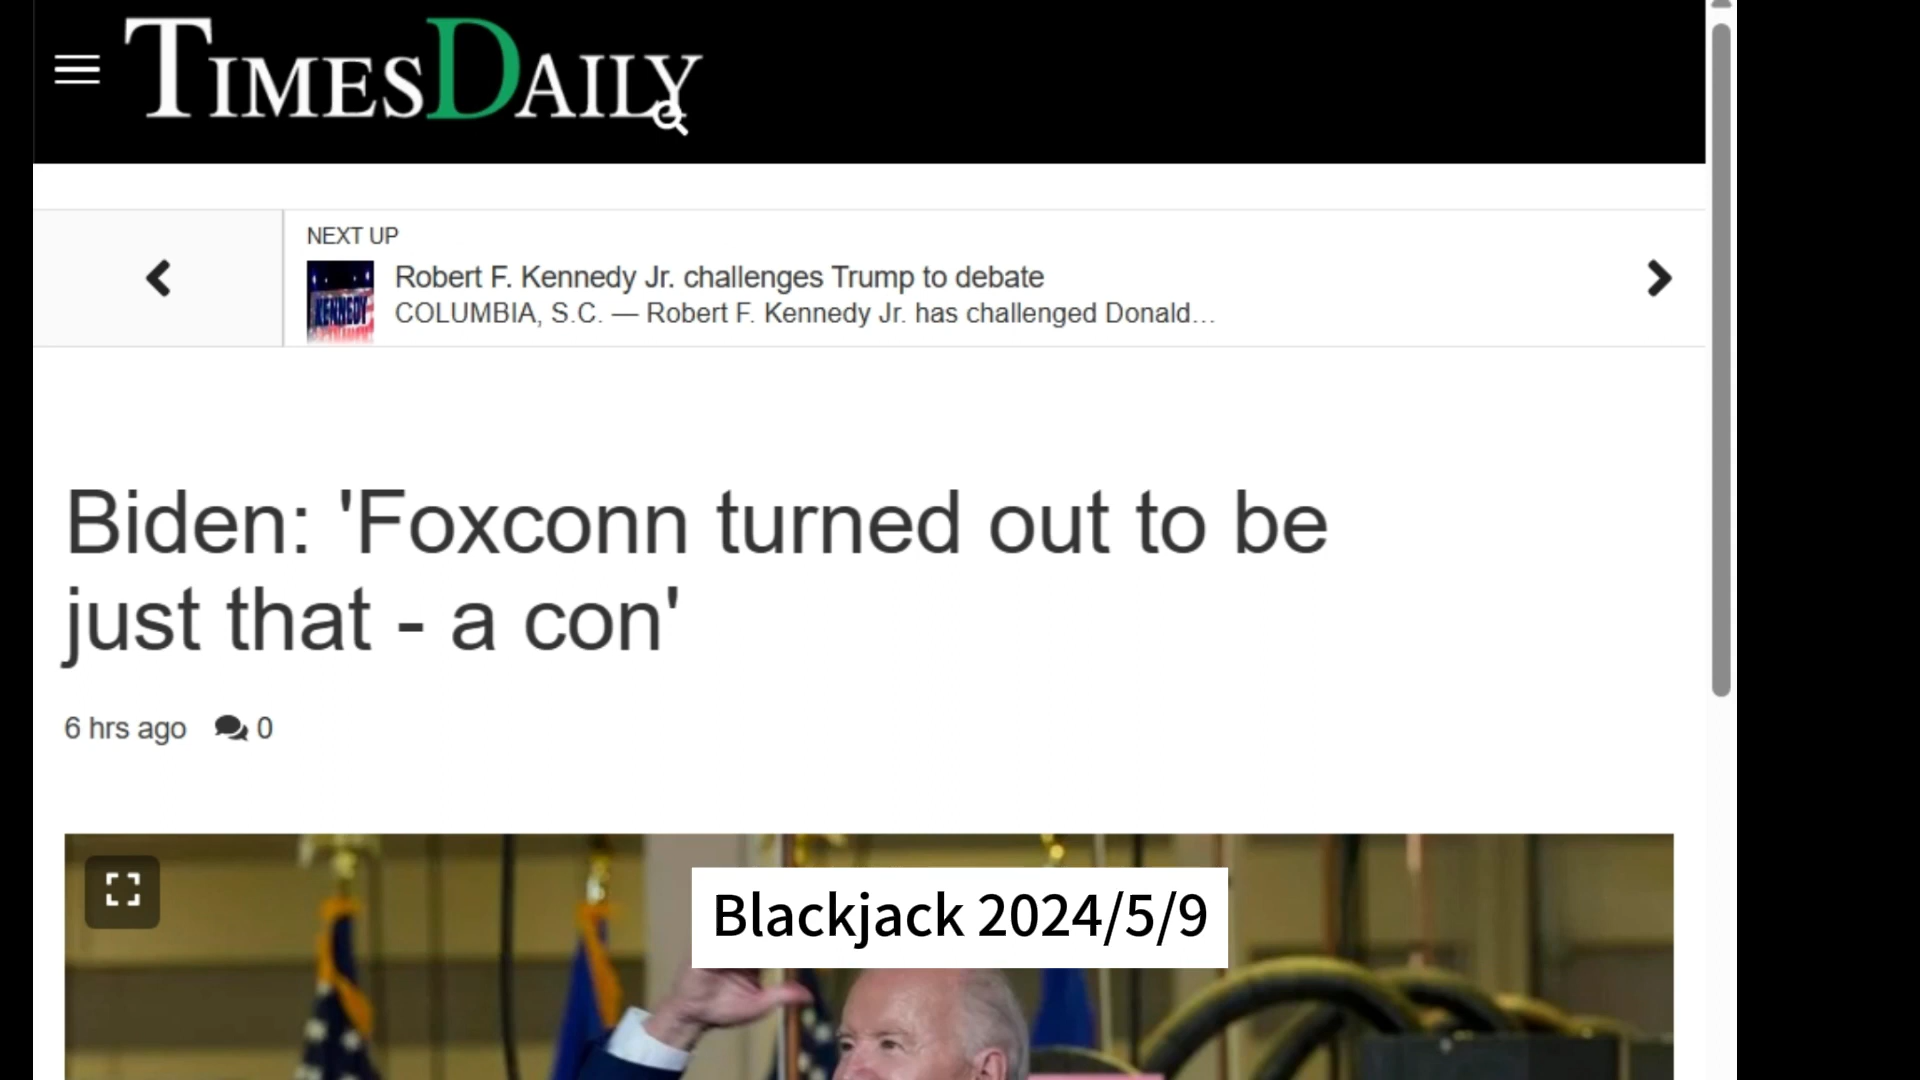 TIMESDAILY
NEXT UP
Robert F. Kennedy Jr. challenges Trump to debate
COLUMBIA, S.C. — Robert F. Kennedy Jr. has challenged Donald...
KENNEDY
Biden: 'Foxconn turned out to be
just that - a con'
6 hrs ago 0
Blackjack 2024/5/9